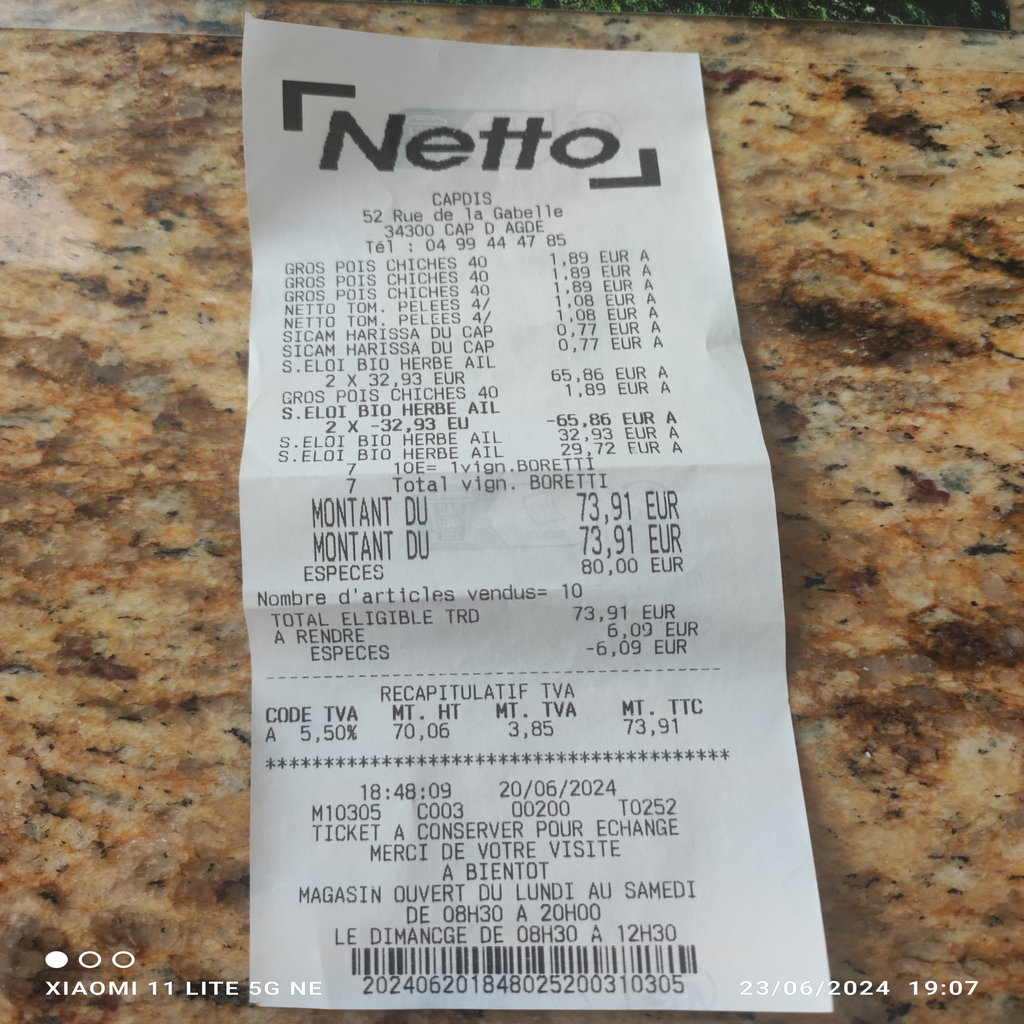 Netto
CAPDIS
52 Rue de la Gabelle
34300 CAP D AGDE
Tél : 04 99 44 47 85
GROS POIS CHICHES 40 1,89 EUR A
GROS POIS CHICHES 40 1,89 EUR A
GROS POIS CHICHES 40 1,89 EUR A
NETTO TOM. PELEES 4/ 1,08 EUR A
NETTO TOM. PELEES 4/ 1,08 EUR A
SICAM HARISSA DU CAP 0,77 EUR A
SICAM HARISSA DU CAP 0,77 EUR A
S.ELOI BIO HERBE AIL
2 X 32,93 EUR 65,86 EUR A
GROS POIS CHICHES 40 1,89 EUR A
S.ELOI BIO HERBE AIL
2 X -32,93 EU -65,86 EUR A
S.ELOI BIO HERBE AIL 32,93 EUR A
S.ELOI BIO HERBE AIL 29,72 EUR A
7 10E= 1vign.BORETTI
7 Total vign. BORETTI
MONTANT DU 73,91 EUR
MONTANT DU 73,91 EUR
ESPECES 80,00 EUR
Nombre d'articles vendus= 10
TOTAL ELIGIBLE TRD 73,91 EUR
A RENDRE 6,09 EUR
ESPECES -6,09 EUR
RECAPITULATIF TVA
CODE TVA MT. HT MT. TVA MT. TTC
A 5,50% 70,06 3,85 73,91
******************************************
18:48:09 20/06/2024
M10305 C003 00200 T0252
TICKET A CONSERVER POUR ECHANGE
MERCI DE VOTRE VISITE
A BIENTOT
MAGASIN OUVERT DU LUNDI AU SAMEDI
DE 08H30 A 20H00
LE DIMANCGE DE 08H30 A 12H30
20240620184802520031​0305
XIAOMI 11 LITE 5G NE 23/06/2024 19:07